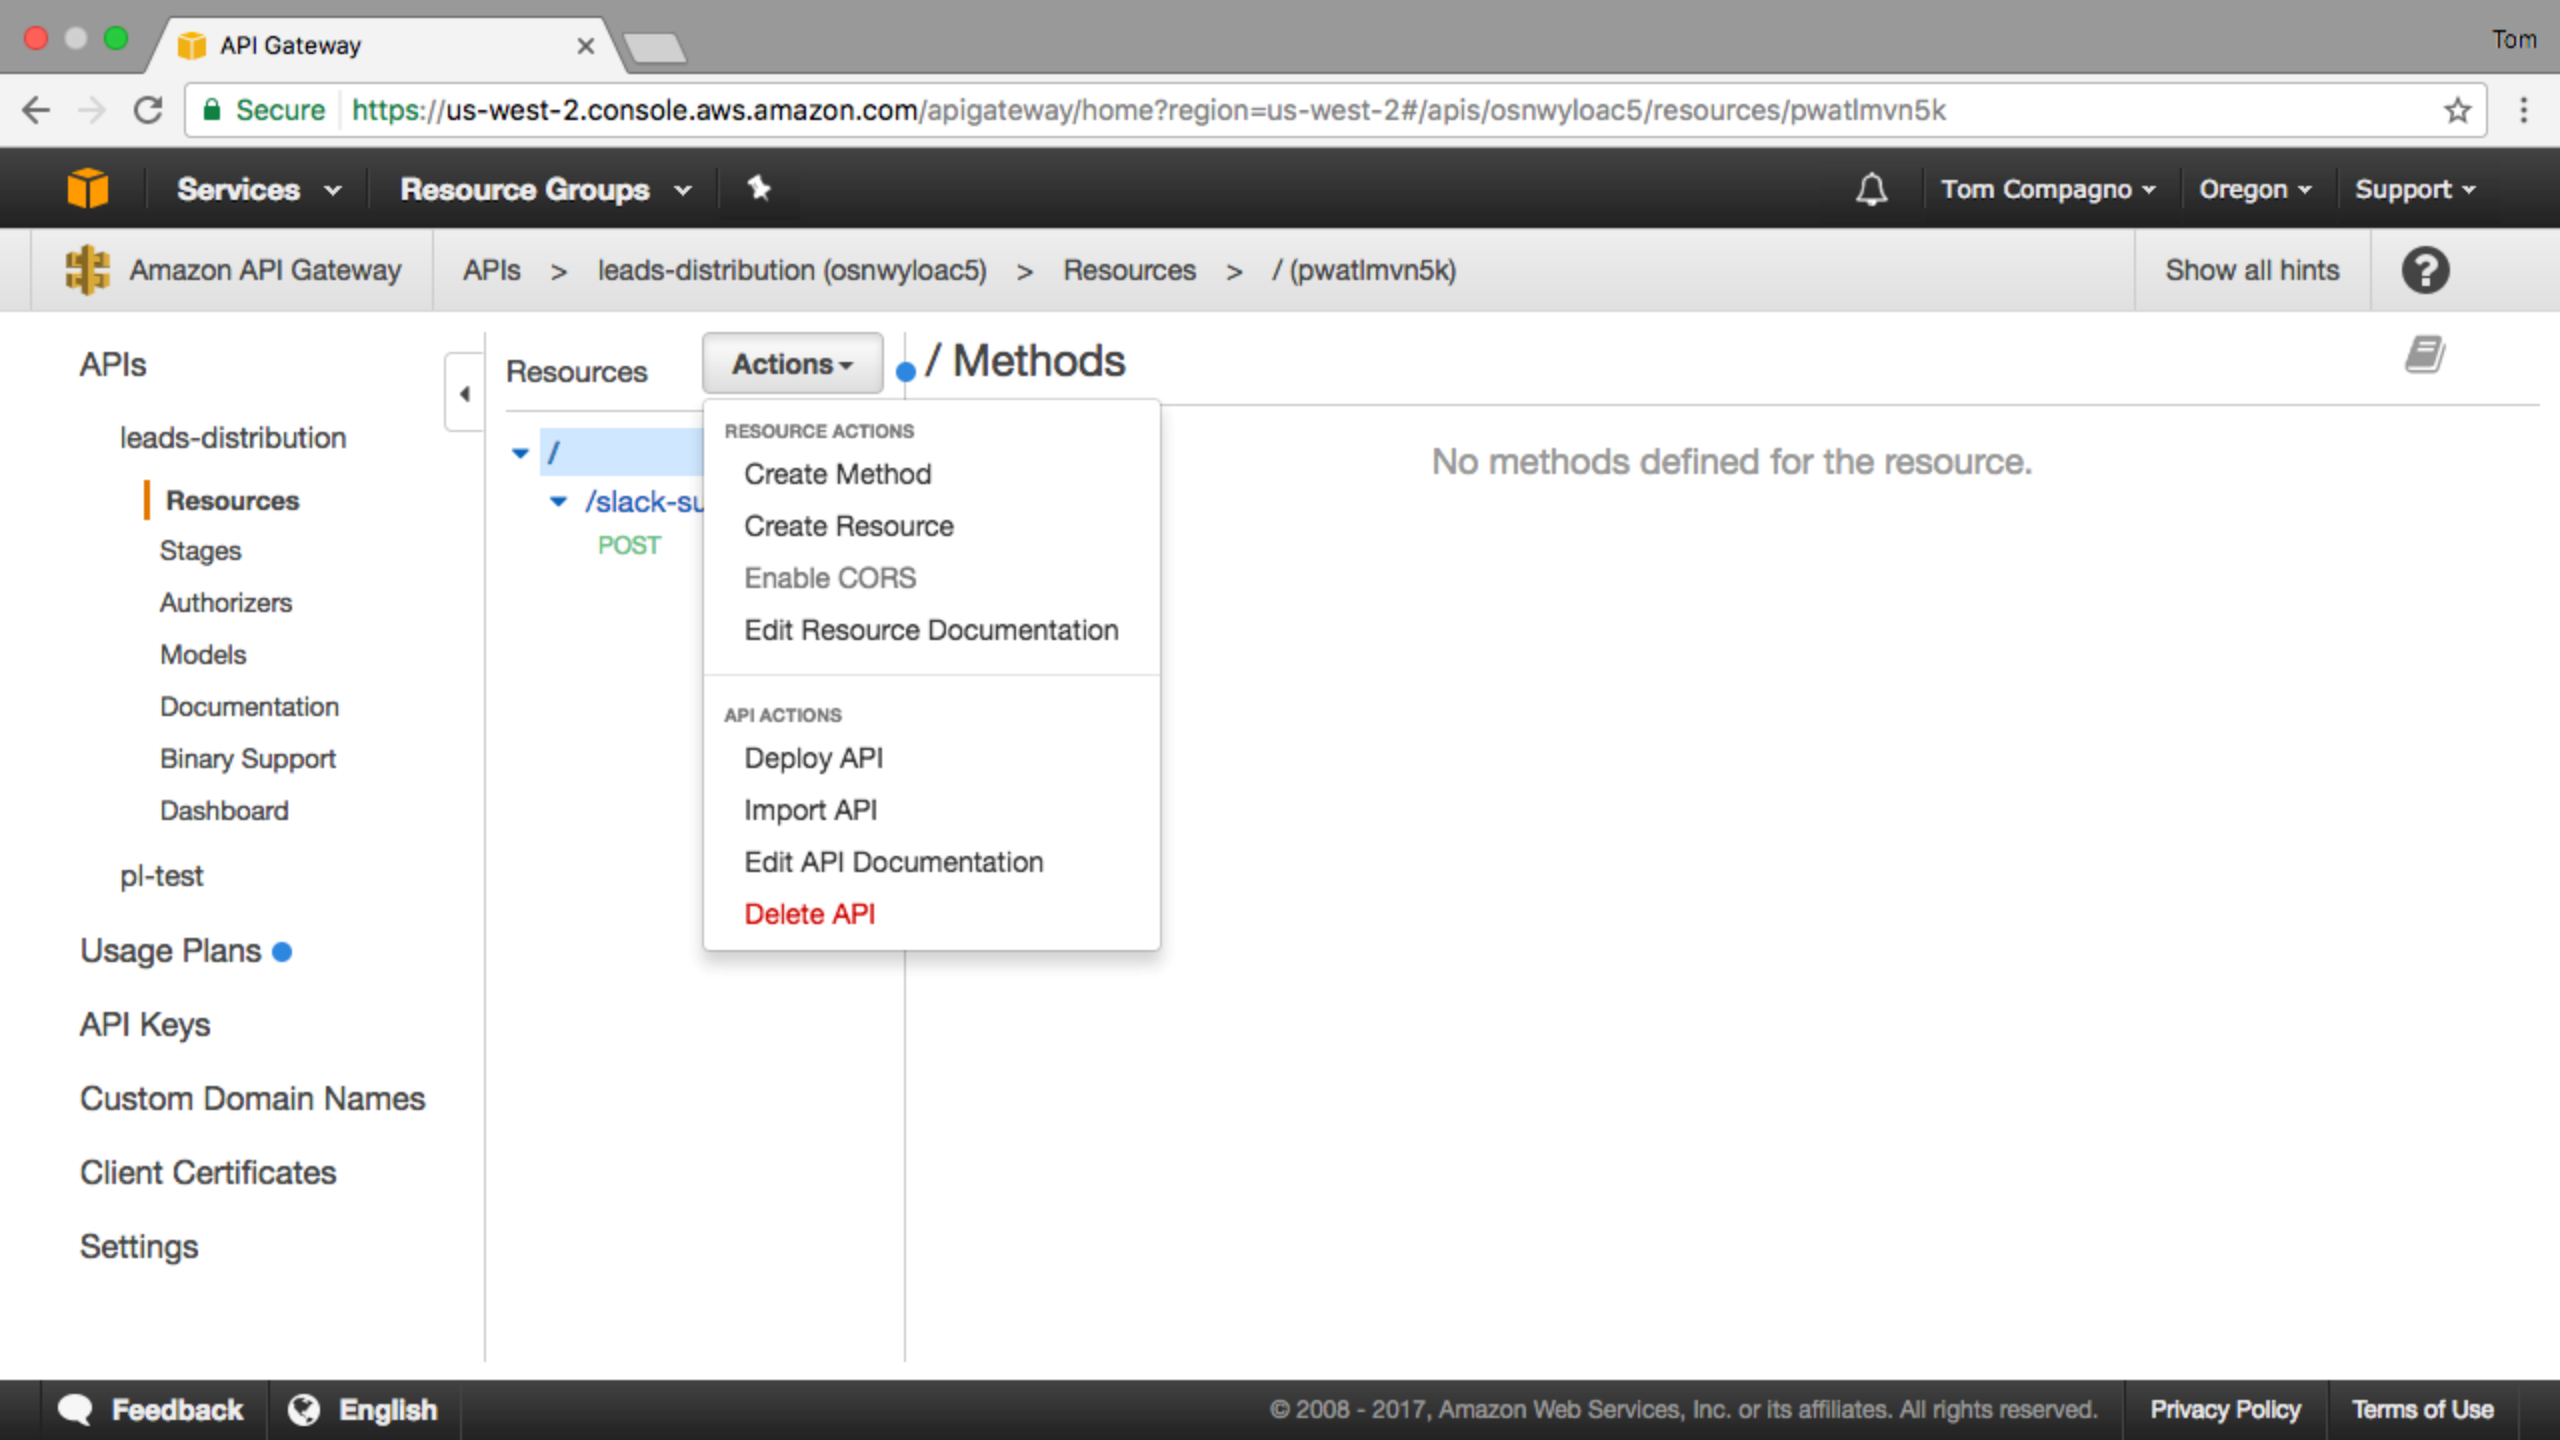 API Gateway
Tom
Secure https://us-west-2.console.aws.amazon.com/apigateway/home?region=us-west-2#/apis/osnwyloac5/resources/pwatlmvn5k
Services Resource Groups Tom Compagno Oregon Support
Amazon API Gateway APIs > leads-distribution (osnwyloac5) > Resources > / (pwatlmvn5k) Show all hints ?
APIs
leads-distribution
Resources
Stages
Authorizers
Models
Documentation
Binary Support
Dashboard
pl-test
Usage Plans
API Keys
Custom Domain Names
Client Certificates
Settings
Resources
Actions
/
/slack-su
POST
RESOURCE ACTIONS
Create Method
Create Resource
Enable CORS
Edit Resource Documentation
API ACTIONS
Deploy API
Import API
Edit API Documentation
Delete API
/ Methods
No methods defined for the resource.
Feedback English © 2008 - 2017, Amazon Web Services, Inc. or its affiliates. All rights reserved. Privacy Policy Terms of Use